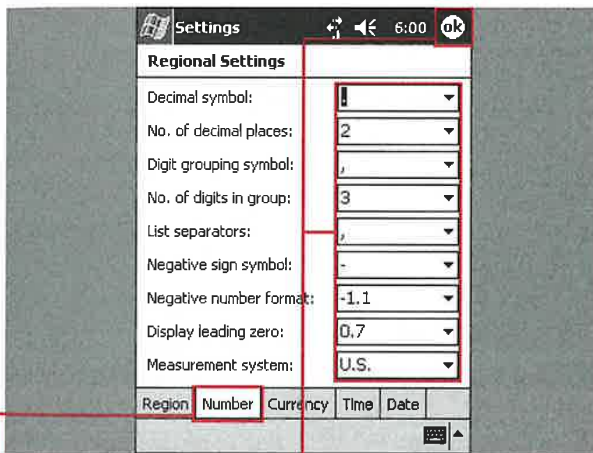 Settings 6:00 ok
Regional Settings
Decimal symbol: .
No. of decimal places: 2
Digit grouping symbol: ,
No. of digits in group: 3
List separators: ,
Negative sign symbol: -
Negative number format: -1.1
Display leading zero: 0.7
Measurement system: U.S.
Region Number Currency Time Date